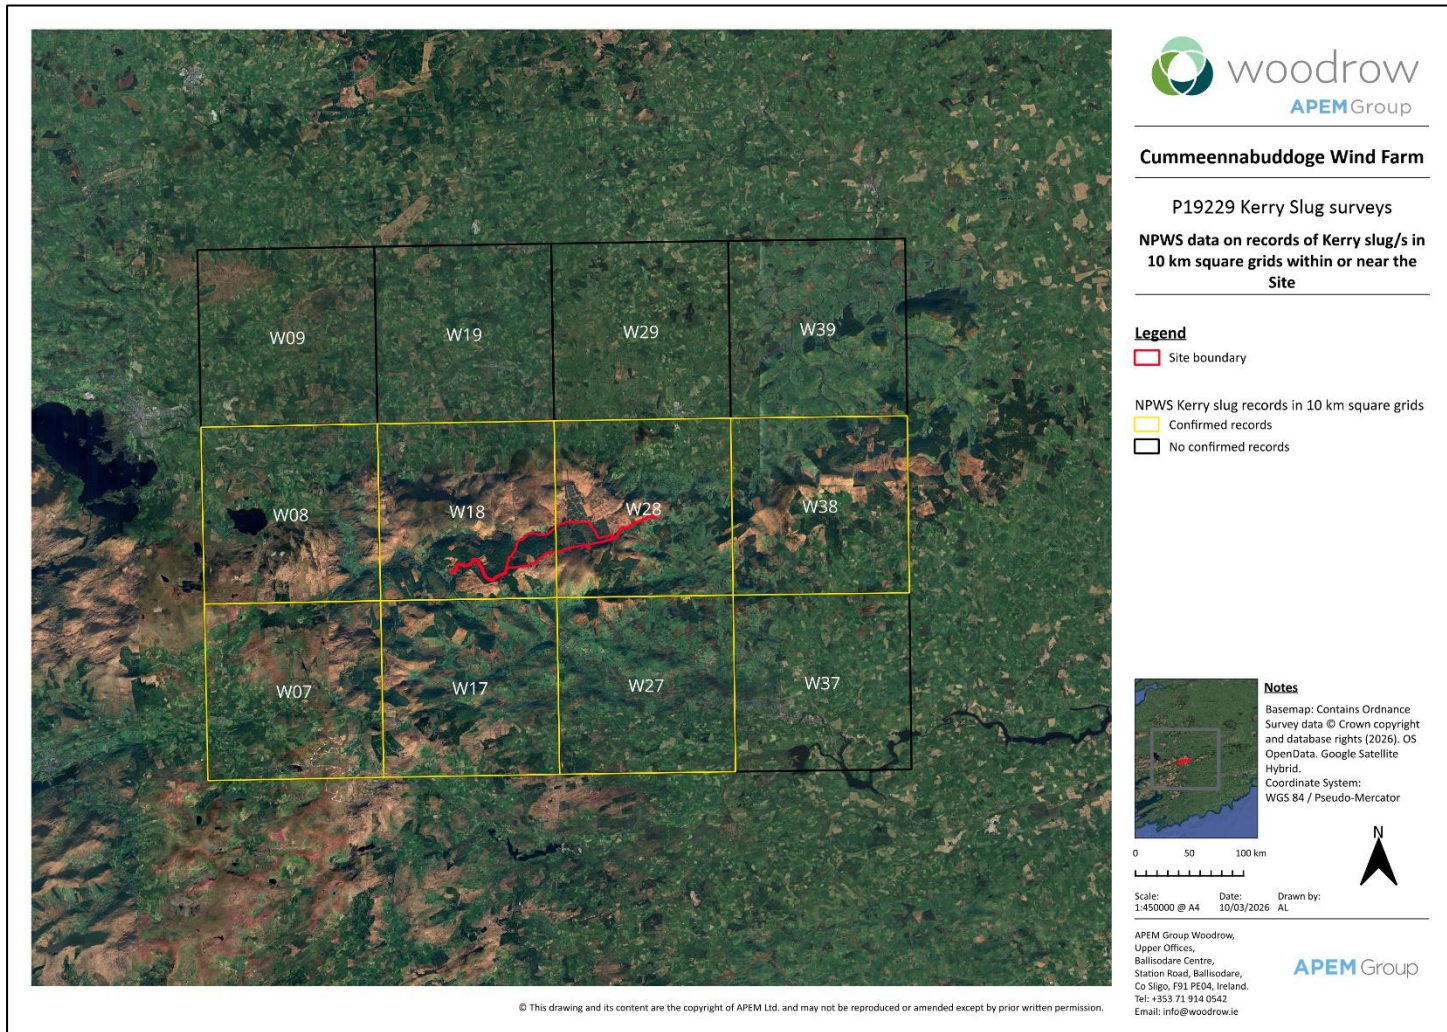 woodrow
APEM Group
Cummeennabuddoge Wind Farm
P19229 Kerry Slug surveys
NPWS data on records of Kerry slug/s in
10 km square grids within or near the
Site
Legend
Site boundary
NPWS Kerry slug records in 10 km square grids
Confirmed records
No confirmed records
W09
W19
W29
W39
W08
W18
W28
W38
W07
W17
W27
W37
Notes
Basemap: Contains Ordnance
Survey data © Crown copyright
and database rights (2026). OS
OpenData. Google Satellite
Hybrid.
Coordinate System:
WGS 84 / Pseudo-Mercator
N
0 50 100 km
Scale: Date: Drawn by:
1:450000 @ A4 10/03/2026 AL
APEM Group Woodrow,
Upper Offices,
Ballisodare Centre,
Station Road, Ballisodare,
Co Sligo, F91 PE04, Ireland.
Tel: +353 71 914 0542
Email: info@woodrow.ie
APEM Group
© This drawing and its content are the copyright of APEM Ltd. and may not be reproduced or amended except by prior written permission.